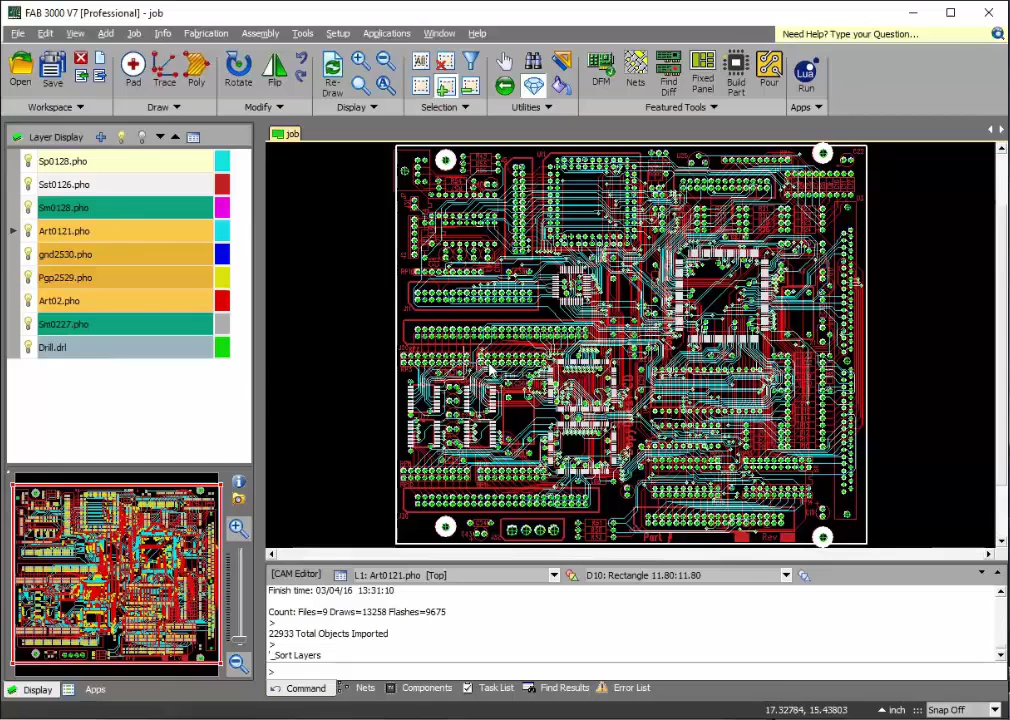 FAB 3000 V7 [Professional] - job
File Edit View Add Job Info Fabrication Assembly Tools Setup Applications Window Help
Need Help? Type your Question...
Open Save Pad Trace Poly Rotate Flip Re-Draw DFM Nets Find Diff Fixed Panel Build Part Pour Lua Run
Workspace Draw Modify Display Selection Utilities Featured Tools Apps
Layer Display
job
Sp0128.pho
Sst0126.pho
Sm0128.pho
Art0121.pho
gnd2530.pho
Pgp2529.pho
Art02.pho
Sm0227.pho
Drill.drl
Part #
Rev
[CAM Editor] L1: Art0121.pho [Top] D10: Rectangle 11.80:11.80
Finish time: 03/04/16 13:31:10
Count: Files=9 Draws=13258 Flashes=9675
>
22933 Total Objects Imported
>
'_Sort Layers
>
Display Apps
Command Nets Components Task List Find Results Error List
17.32784, 15.43803 inch Snap Off